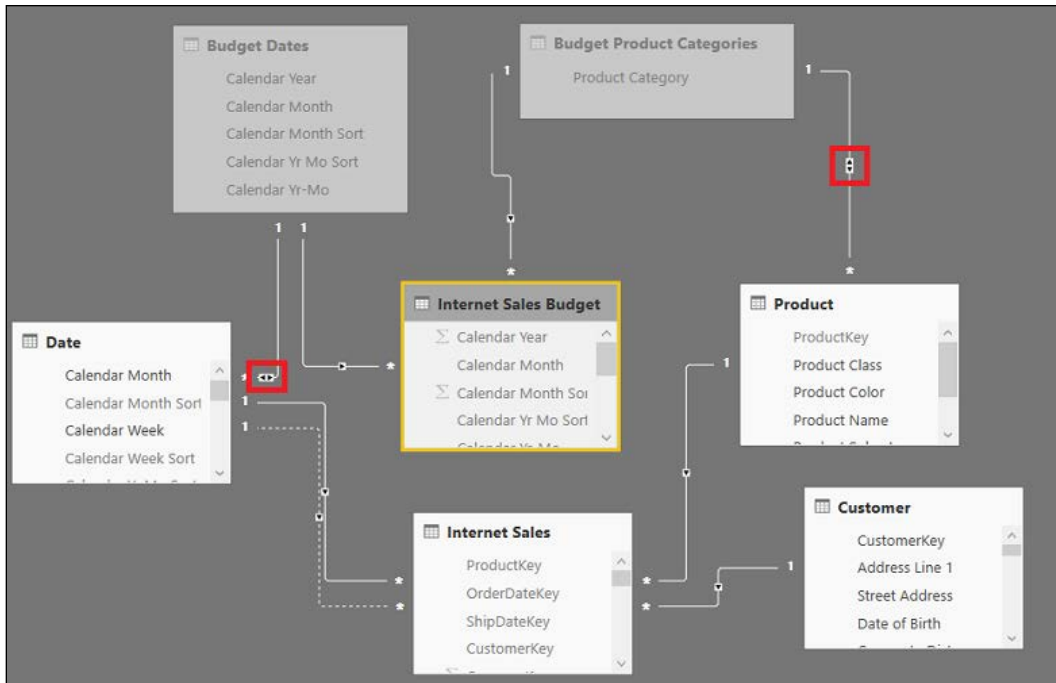 Budget Dates
Calendar Year
Calendar Month
Calendar Month Sort
Calendar Yr Mo Sort
Calendar Yr-Mo
Budget Product Categories
Product Category
1
1
1
1
*
*
Internet Sales Budget
Σ Calendar Year
Calendar Month
Σ Calendar Month Sor
Calendar Yr Mo Sort
Product
ProductKey
Product Class
Product Color
Product Name
Date
Calendar Month
Calendar Month Sort
Calendar Week
Calendar Week Sort
*
1
1
*
1
Internet Sales
ProductKey
OrderDateKey
ShipDateKey
CustomerKey
*
*
*
*
1
Customer
CustomerKey
Address Line 1
Street Address
Date of Birth